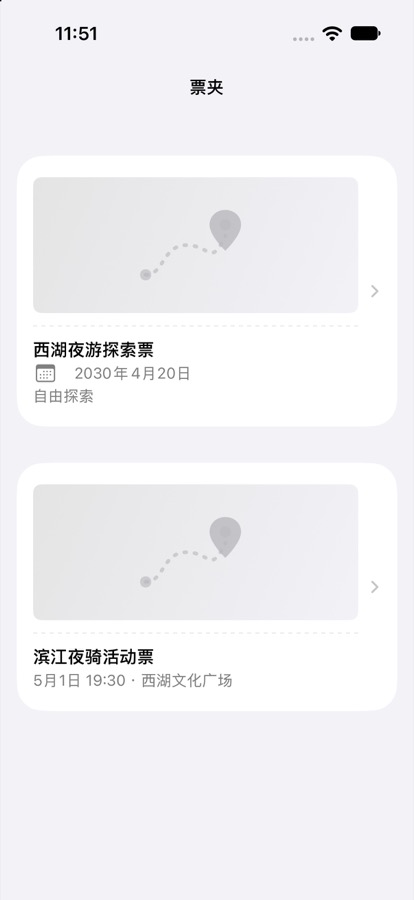 11:51
票夹
西湖夜游探索票
2030年4月20日
自由探索
滨江夜骑活动票
5月1日 19:30 · 西湖文化广场